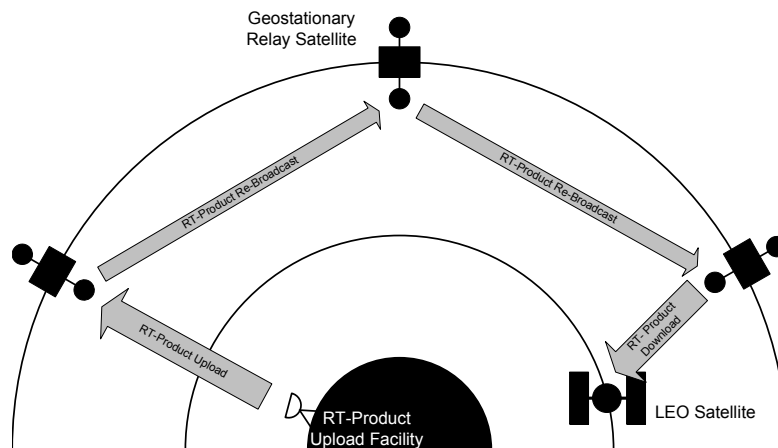 Geostationary
Relay Satellite
RT-Product Re-Broadcast
RT-Product Re-Broadcast
RT-Product Upload
RT- Product
Download
RT-Product
Upload Facility
LEO Satellite